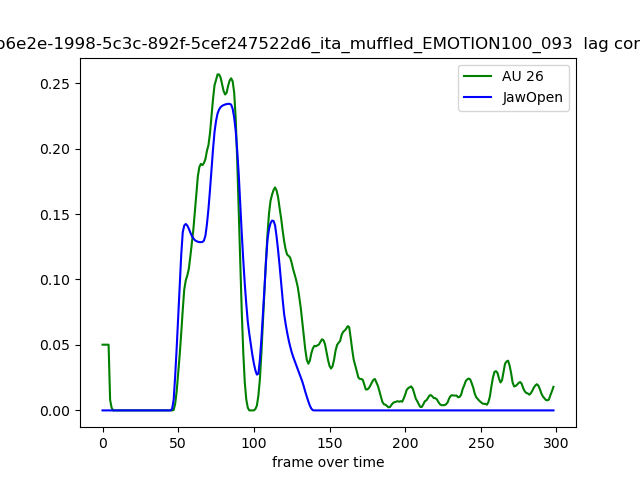 b6e2e-1998-5c3c-892f-5cef247522d6_ita_muffled_EMOTION100_093 lag cor
AU 26
JawOpen
0.25
0.20
0.15
0.10
0.05
0.00
0 50 100 150 200 250 300
frame over time